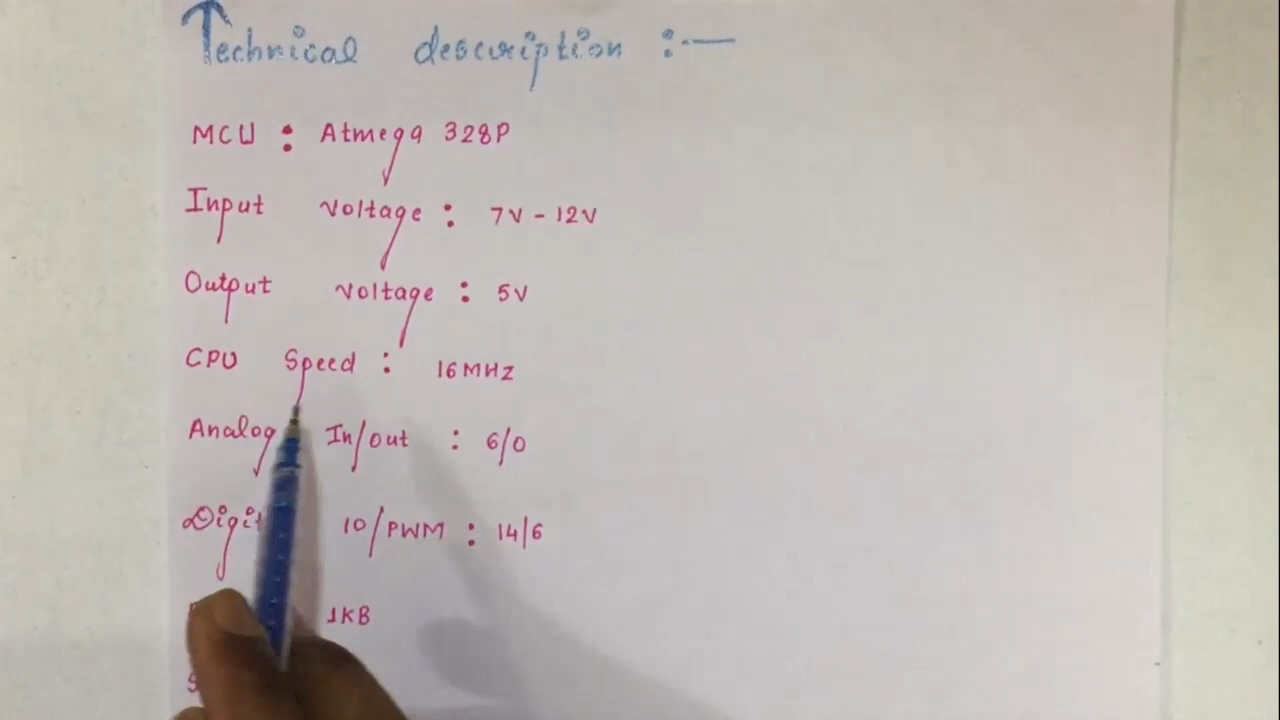 Technical description :—
MCU : Atmega 328P
Input Voltage : 7V - 12V
Output Voltage : 5V
CPU Speed : 16MHZ
Analog In/out : 6/0
10/PWM : 14/6
1KB